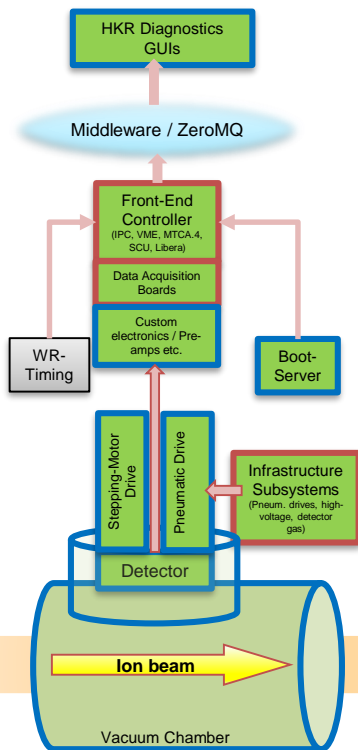 HKR Diagnostics
GUIs
Middleware / ZeroMQ
Front-End
Controller
(IPC, VME, MTCA.4,
SCU, Libera)
Data Acquisition
Boards
Custom
electronics / Pre-
amps etc.
WR-
Timing
Boot-
Server
Stepping-Motor
Drive
Pneumatic Drive
Infrastructure
Subsystems
(Pneum. drives, high-
voltage, detector
gas)
Detector
Ion beam
Vacuum Chamber